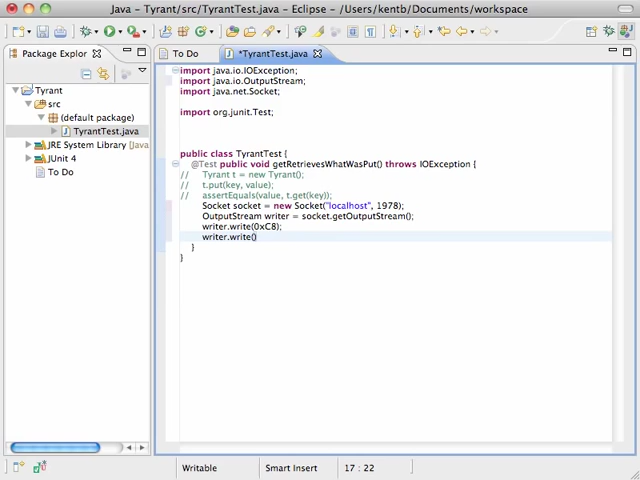 Java - Tyrant/src/TyrantTest.java - Eclipse - /Users/kentb/Documents/workspace
Package Explor
Tyrant
src
(default package)
TyrantTest.java
JRE System Library (Java
JUnit 4
To Do
To Do
*TyrantTest.java
import java.io.IOException;
import java.io.OutputStream;
import java.net.Socket;
import org.junit.Test;
public class TyrantTest {
@Test public void getRetrievesWhatWasPut() throws IOException {
// Tyrant t = new Tyrant();
// t.put(key, value);
// assertEquals(value, t.get(key));
Socket socket = new Socket("localhost", 1978);
OutputStream writer = socket.getOutputStream();
writer.write(0xC8);
writer.write()
}
}
Writable
Smart Insert
17 : 22